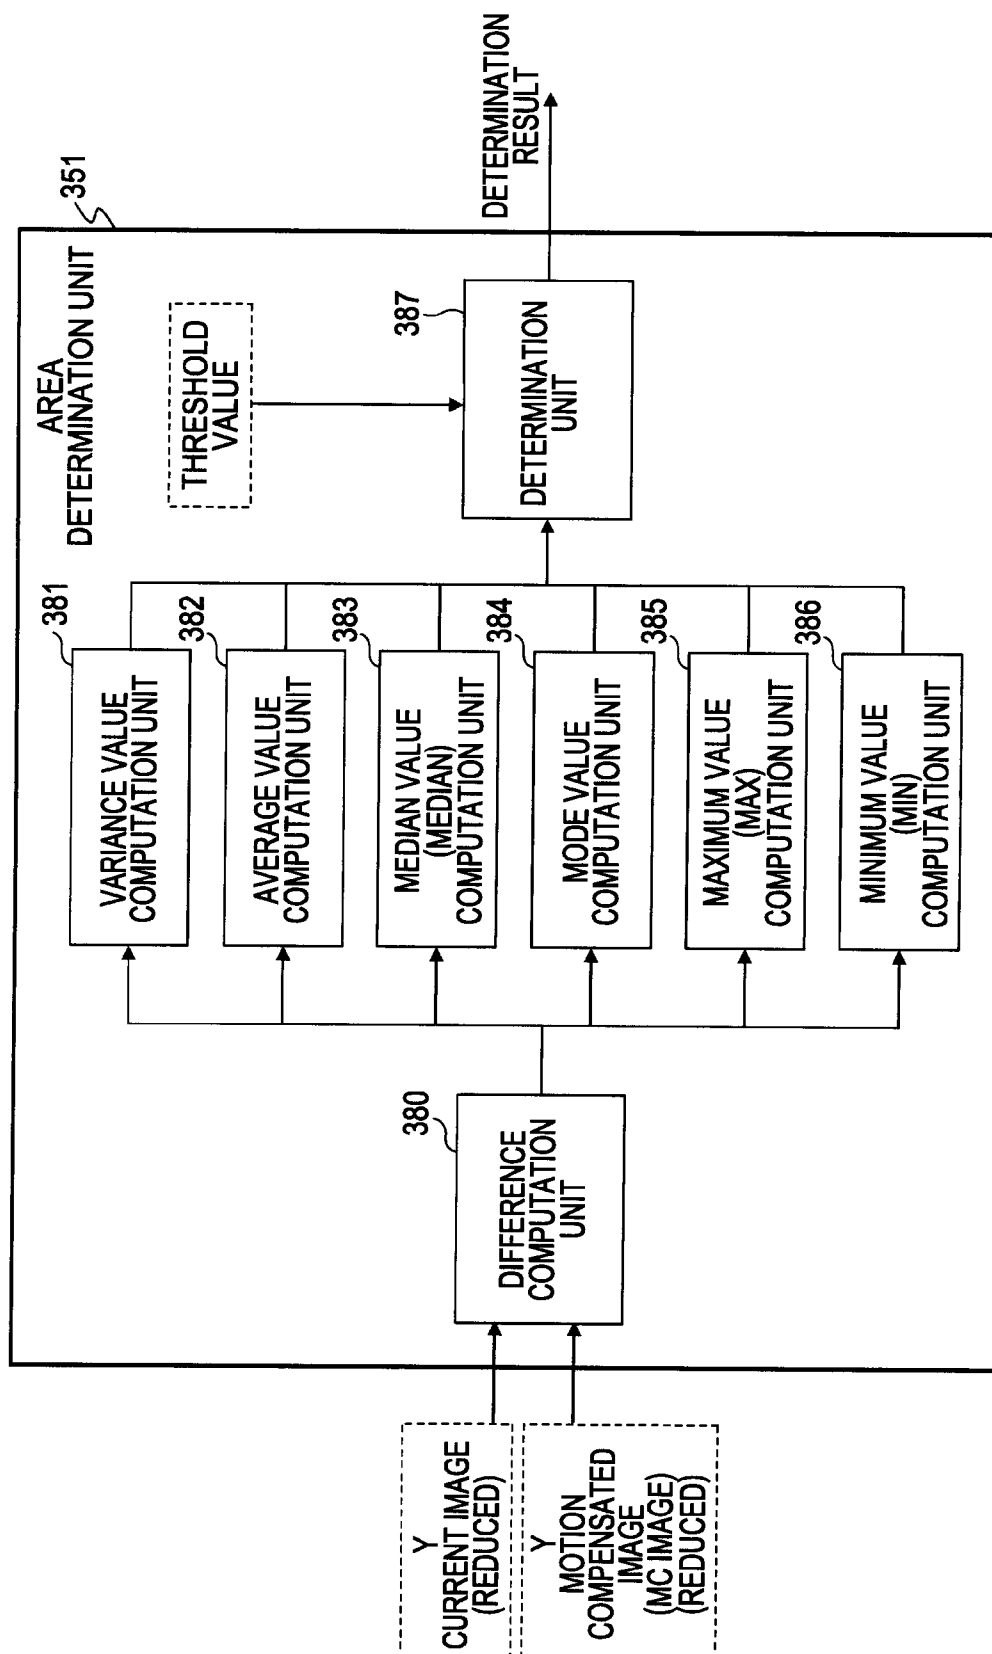 351
AREA
DETERMINATION UNIT
Y
CURRENT IMAGE
(REDUCED)
Y
MOTION
COMPENSATED
IMAGE
(MC IMAGE)
(REDUCED)
380
DIFFERENCE
COMPUTATION
UNIT
381
VARIANCE VALUE
COMPUTATION UNIT
382
AVERAGE VALUE
COMPUTATION UNIT
383
MEDIAN VALUE
(MEDIAN)
COMPUTATION UNIT
384
MODE VALUE
COMPUTATION UNIT
385
MAXIMUM VALUE
(MAX)
COMPUTATION UNIT
386
MINIMUM VALUE
(MIN)
COMPUTATION UNIT
THRESHOLD
VALUE
387
DETERMINATION
UNIT
DETERMINATION
RESULT